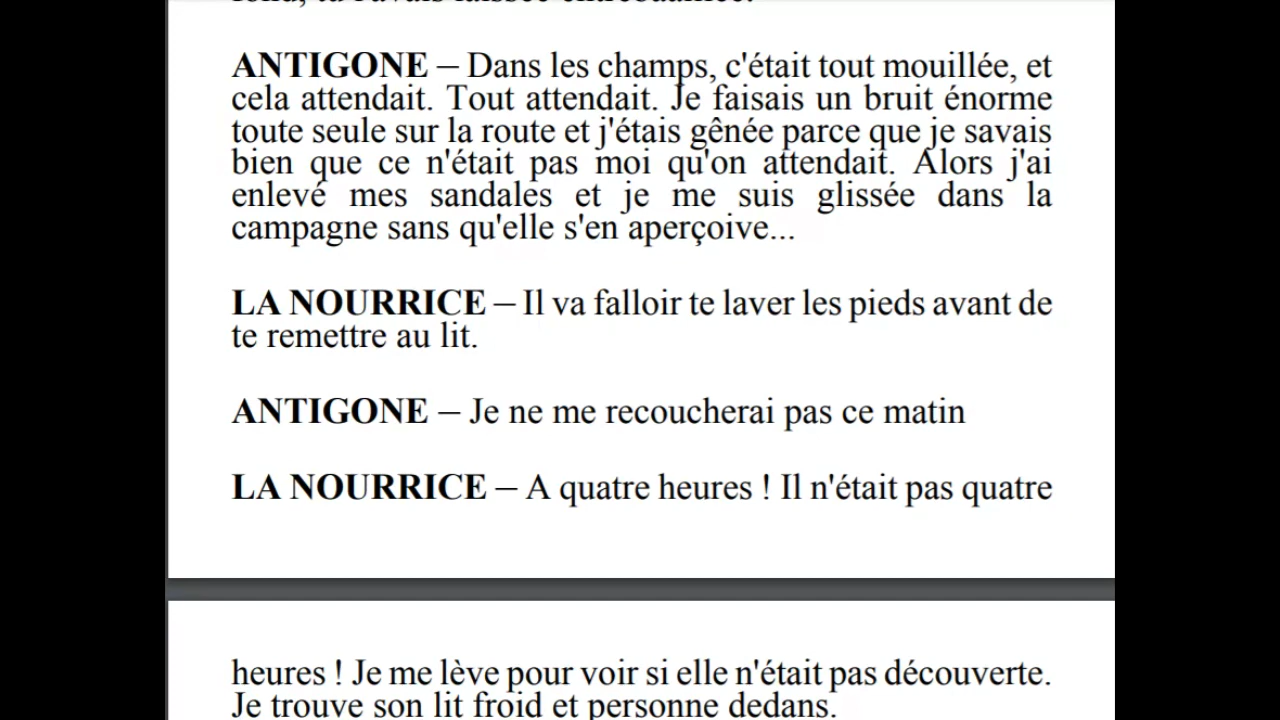 ANTIGONE – Dans les champs, c'était tout mouillée, et
cela attendait. Tout attendait. Je faisais un bruit énorme
toute seule sur la route et j'étais gênée parce que je savais
bien que ce n'était pas moi qu'on attendait. Alors j'ai
enlevé mes sandales et je me suis glissée dans la
campagne sans qu'elle s'en aperçoive...
LA NOURRICE – Il va falloir te laver les pieds avant de
te remettre au lit.
ANTIGONE – Je ne me recoucherai pas ce matin
LA NOURRICE – A quatre heures ! Il n'était pas quatre
heures ! Je me lève pour voir si elle n'était pas découverte.
Je trouve son lit froid et personne dedans.